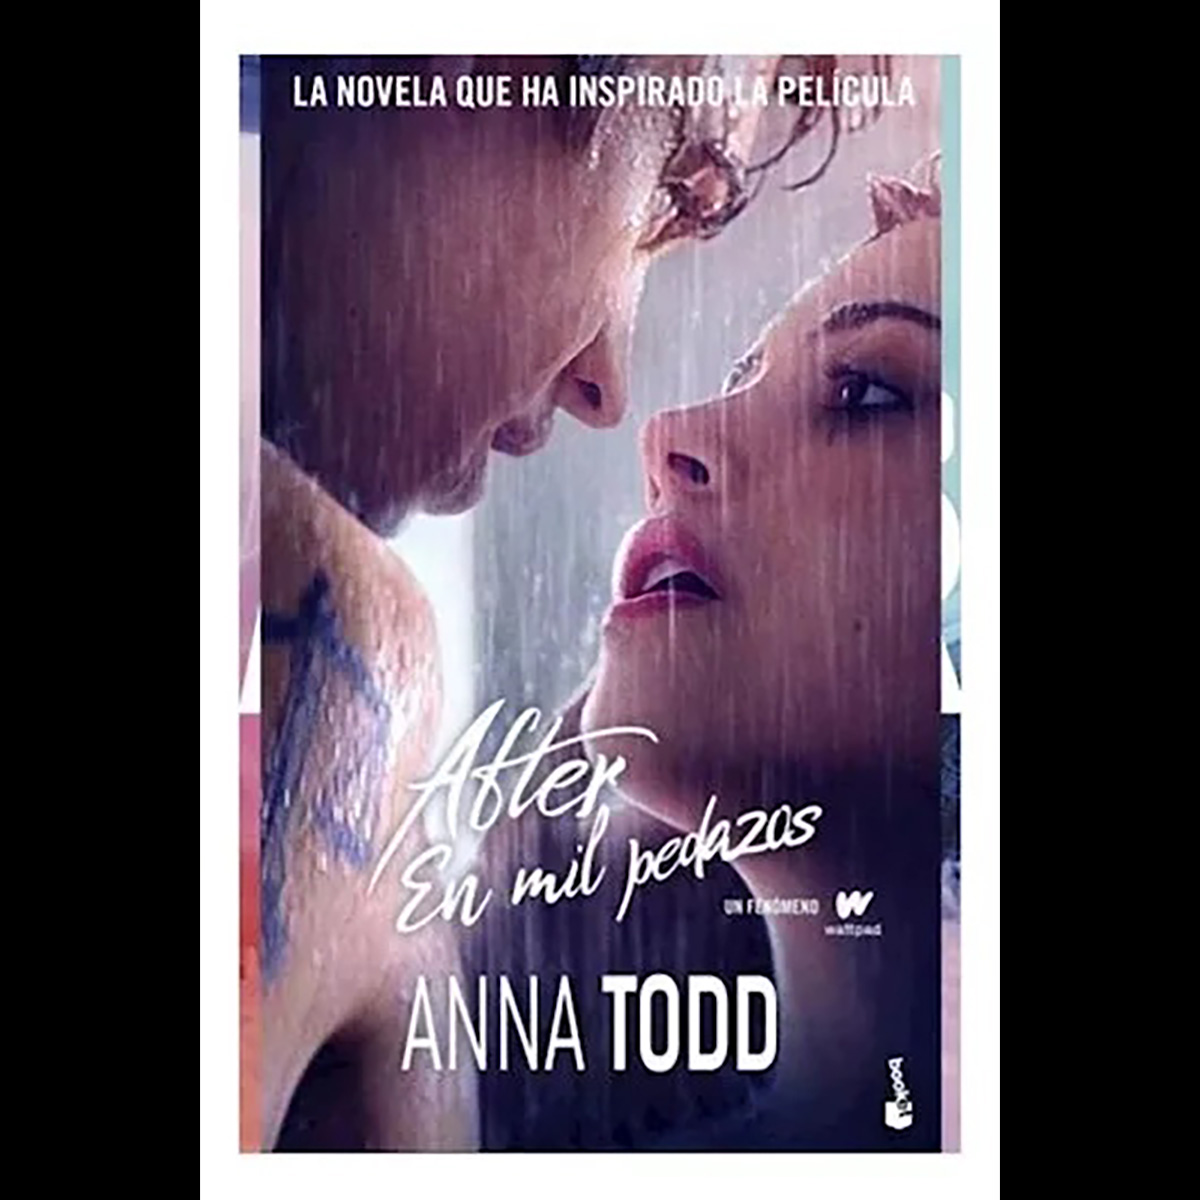 LA NOVELA QUE HA INSPIRADO LA PELÍCULA
After
En mil pedazos
UN FENÓMENO
wattpad
ANNA TODD
booket